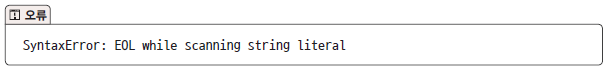 오류
SyntaxError: EOL while scanning string literal